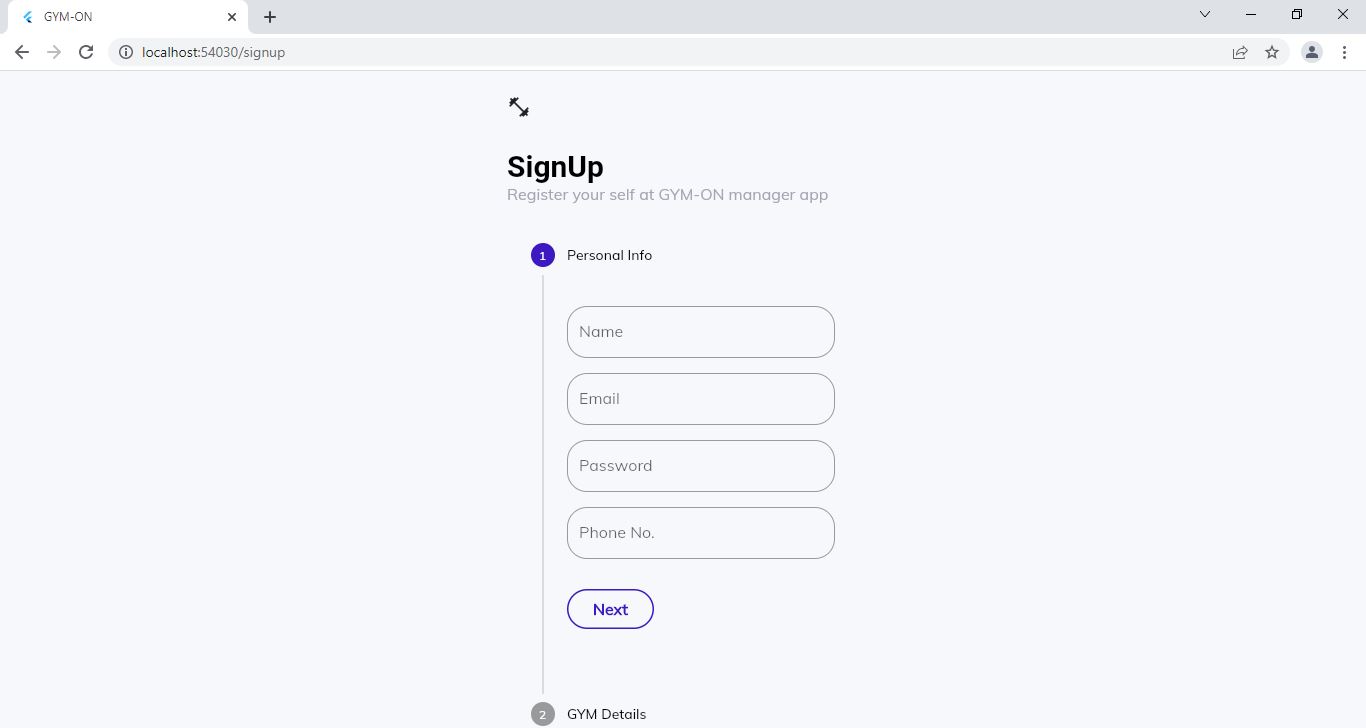 GYM-ON
localhost:54030/signup
SignUp
Register your self at GYM-ON manager app
1 Personal Info
Name
Email
Password
Phone No.
Next
2 GYM Details